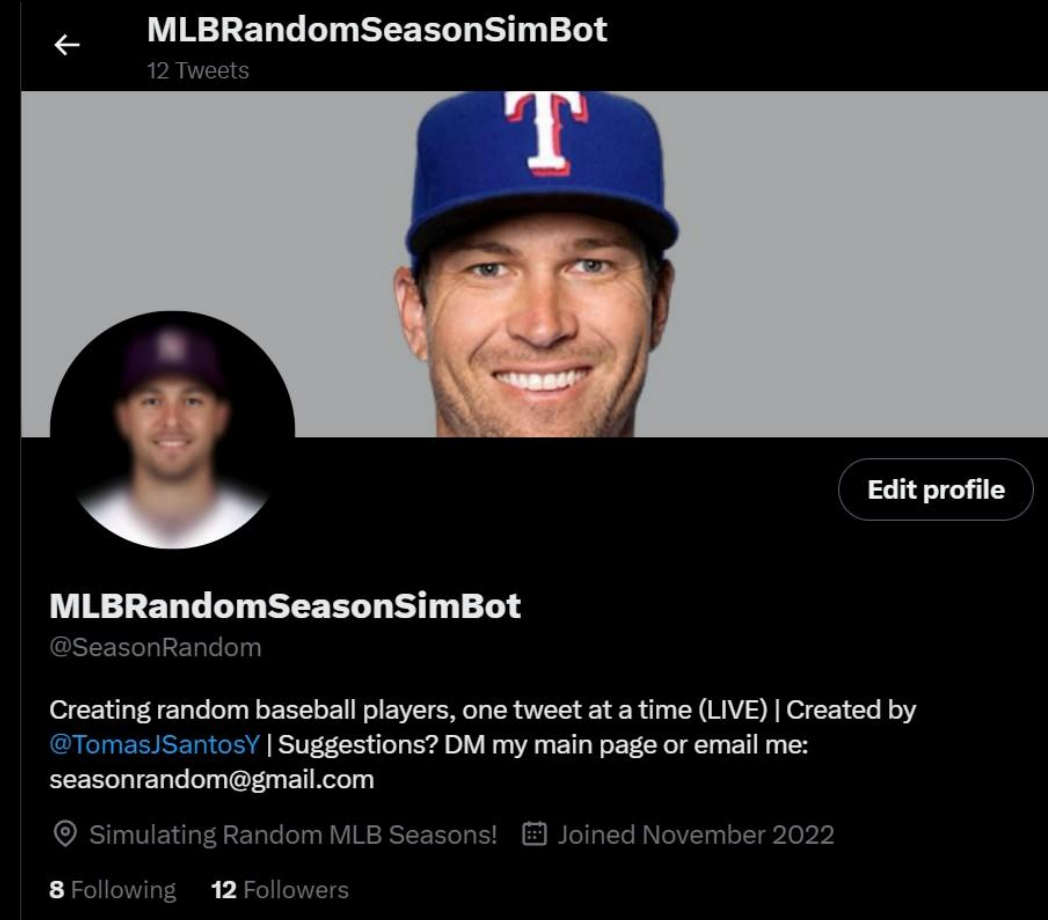 MLBRandomSeasonSimBot
12 Tweets
T
Edit profile
MLBRandomSeasonSimBot
@SeasonRandom
Creating random baseball players, one tweet at a time (LIVE) | Created by
@TomasJSantosY | Suggestions? DM my main page or email me:
seasonrandom@gmail.com
Simulating Random MLB Seasons! Joined November 2022
8 Following 12 Followers